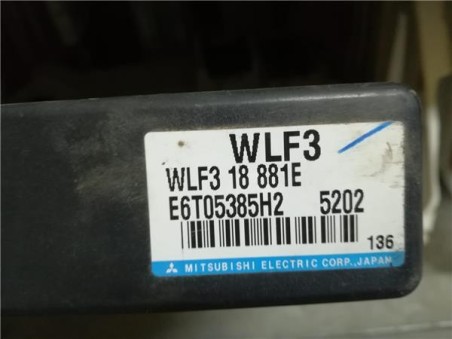 WLF3
WLF3 18 881E
E6T05385H2 5202
136
MITSUBISHI ELECTRIC CORP., JAPAN